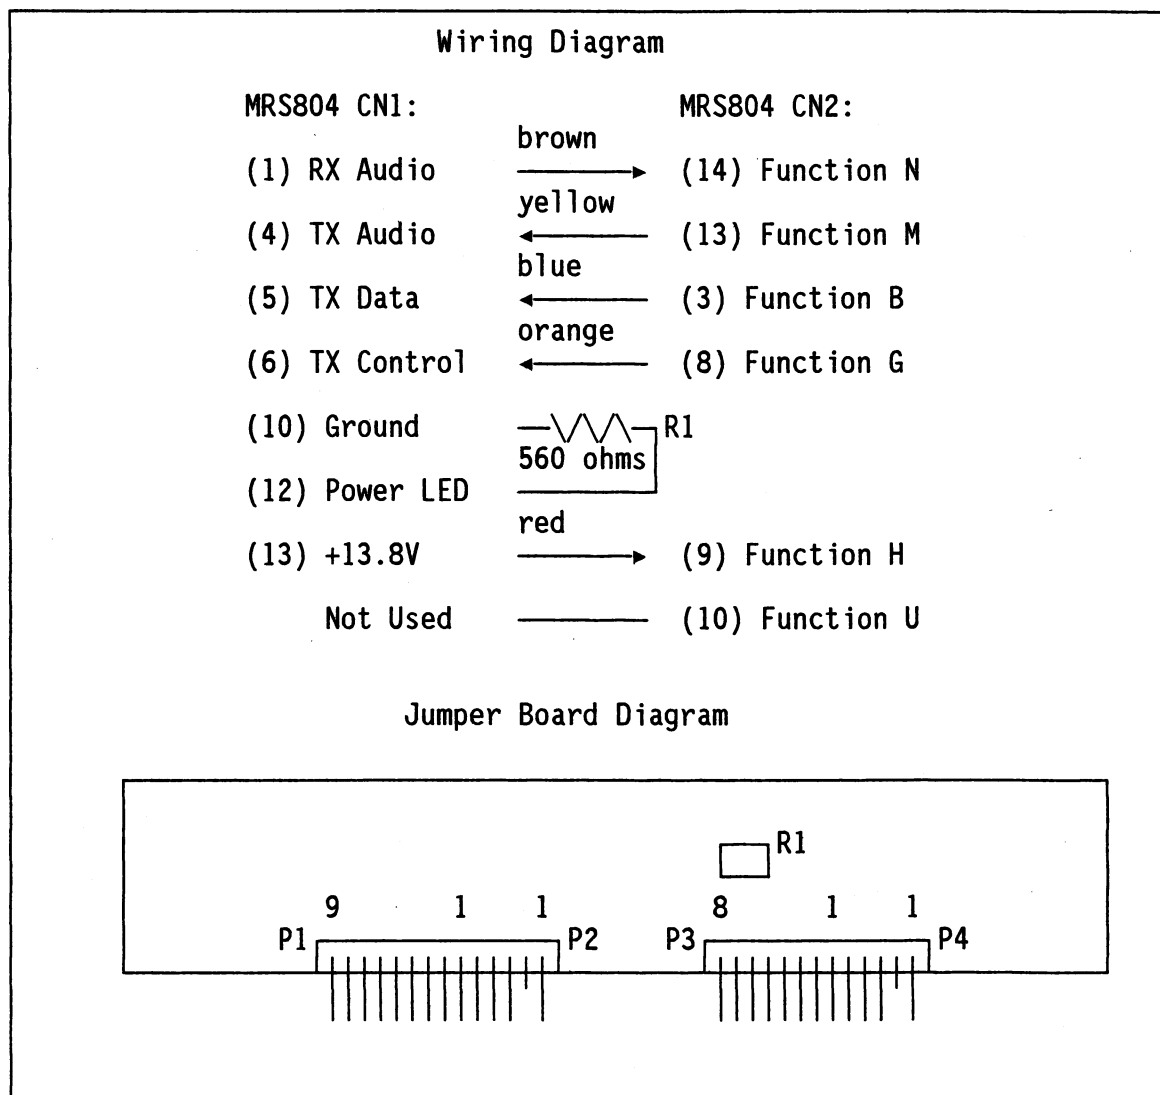 Wiring Diagram
MRS804 CN1: MRS804 CN2:
brown
(1) RX Audio (14) Function N
yellow
(4) TX Audio (13) Function M
blue
(5) TX Data (3) Function B
orange
(6) TX Control (8) Function G
(10) Ground R1
560 ohms
(12) Power LED
red
(13) +13.8V (9) Function H
Not Used (10) Function U
Jumper Board Diagram
R1
9 1 1 8 1 1
P1 P2 P3 P4